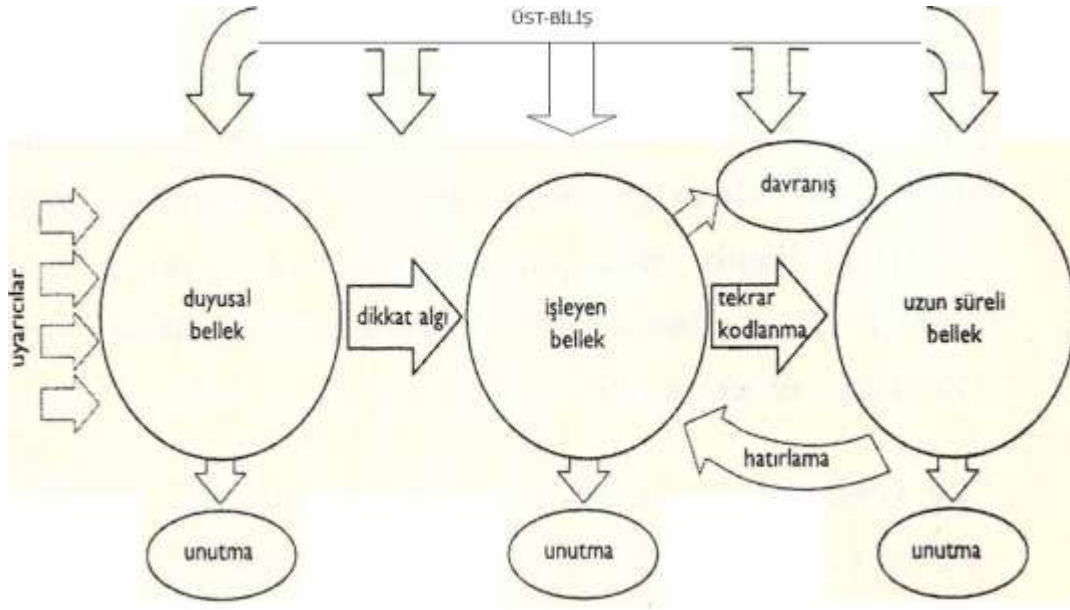 ÜST-BİLİŞ
uyarıcılar
duyusal
bellek
dikkat algı
işleyen
bellek
davranış
tekrar
kodlanma
uzun süreli
bellek
hatırlama
unutma
unutma
unutma